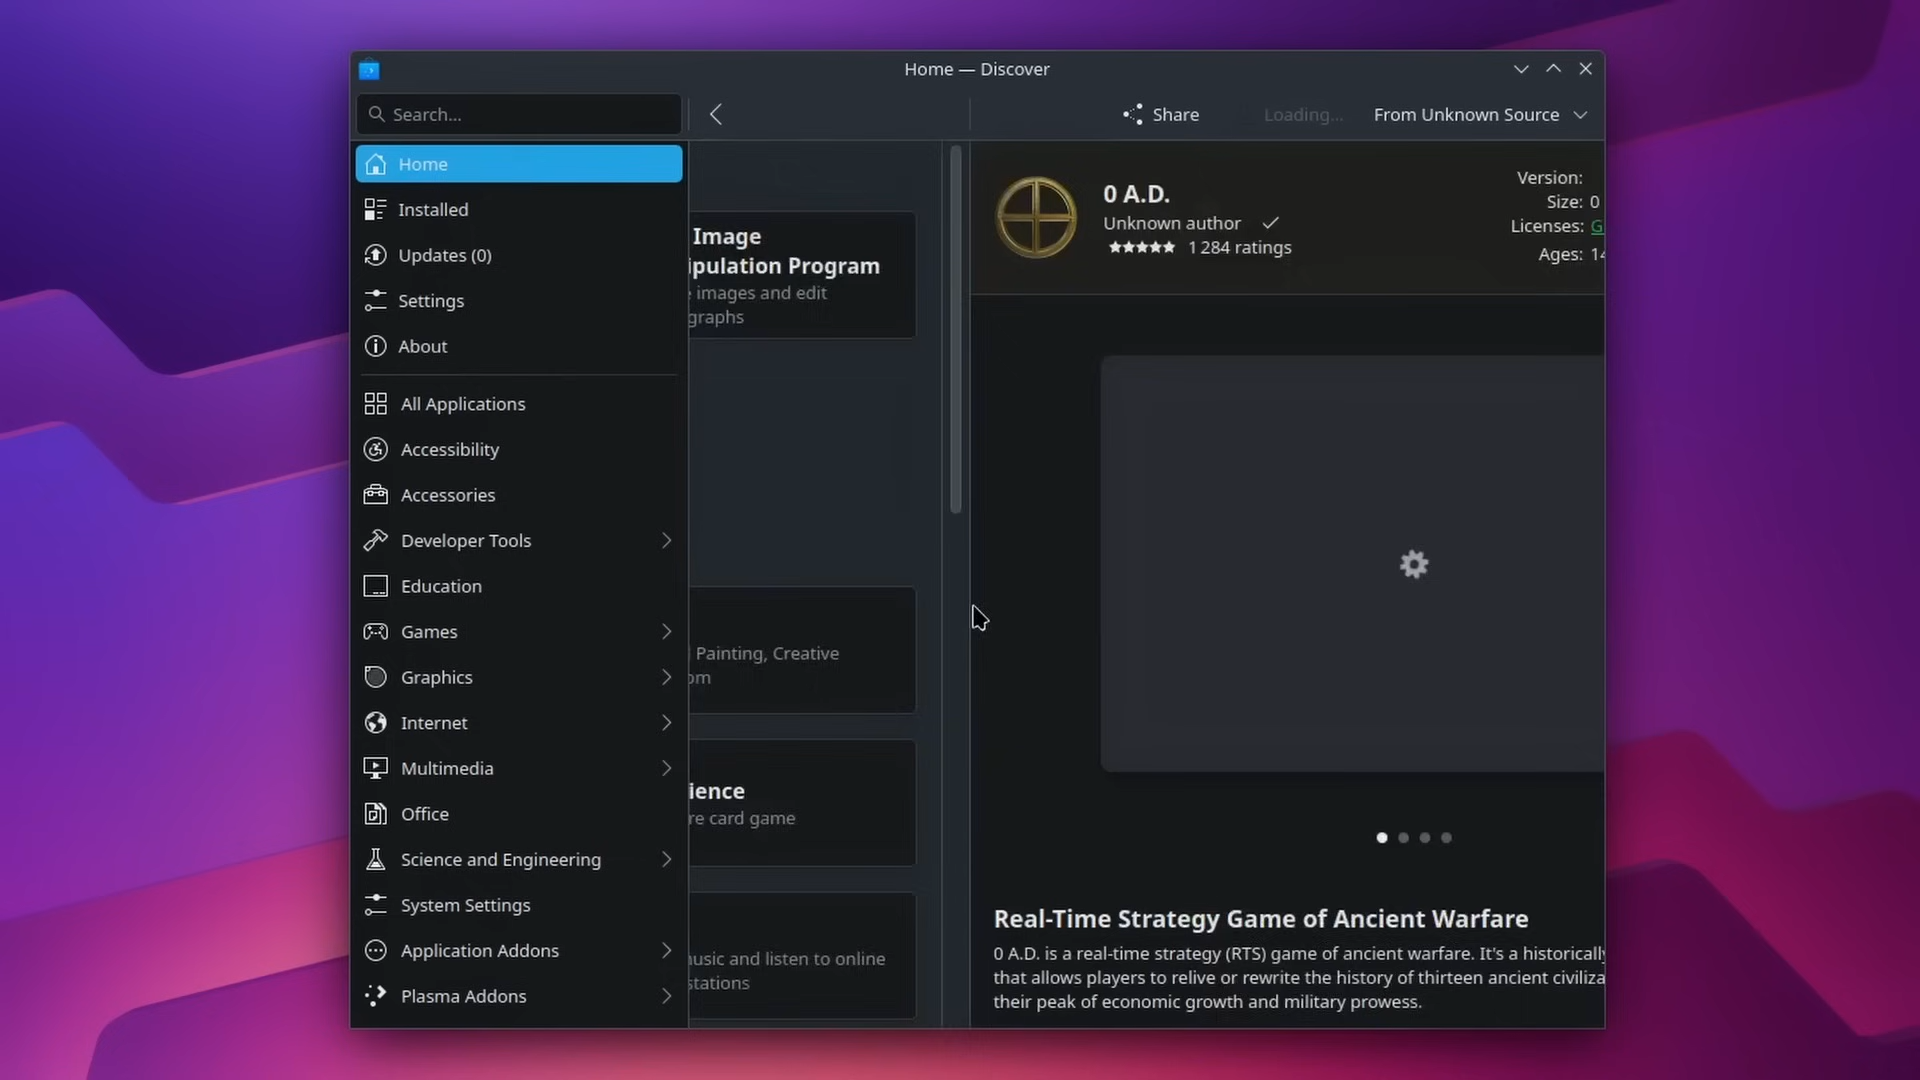 Home — Discover
Search...
Share
Loading...
From Unknown Source
Home
Installed
Updates (0)
Settings
About
All Applications
Accessibility
Accessories
Developer Tools
Education
Games
Graphics
Internet
Multimedia
Office
Science and Engineering
System Settings
Application Addons
Plasma Addons
Image
ipulation Program
images and edit
graphs
Painting, Creative
om
ience
re card game
usic and listen to online
stations
0 A.D.
Unknown author
1 284 ratings
Version:
Size: 0
Licenses: G
Ages: 14
Real-Time Strategy Game of Ancient Warfare
0 A.D. is a real-time strategy (RTS) game of ancient warfare. It's a historically
that allows players to relive or rewrite the history of thirteen ancient civiliza
their peak of economic growth and military prowess.